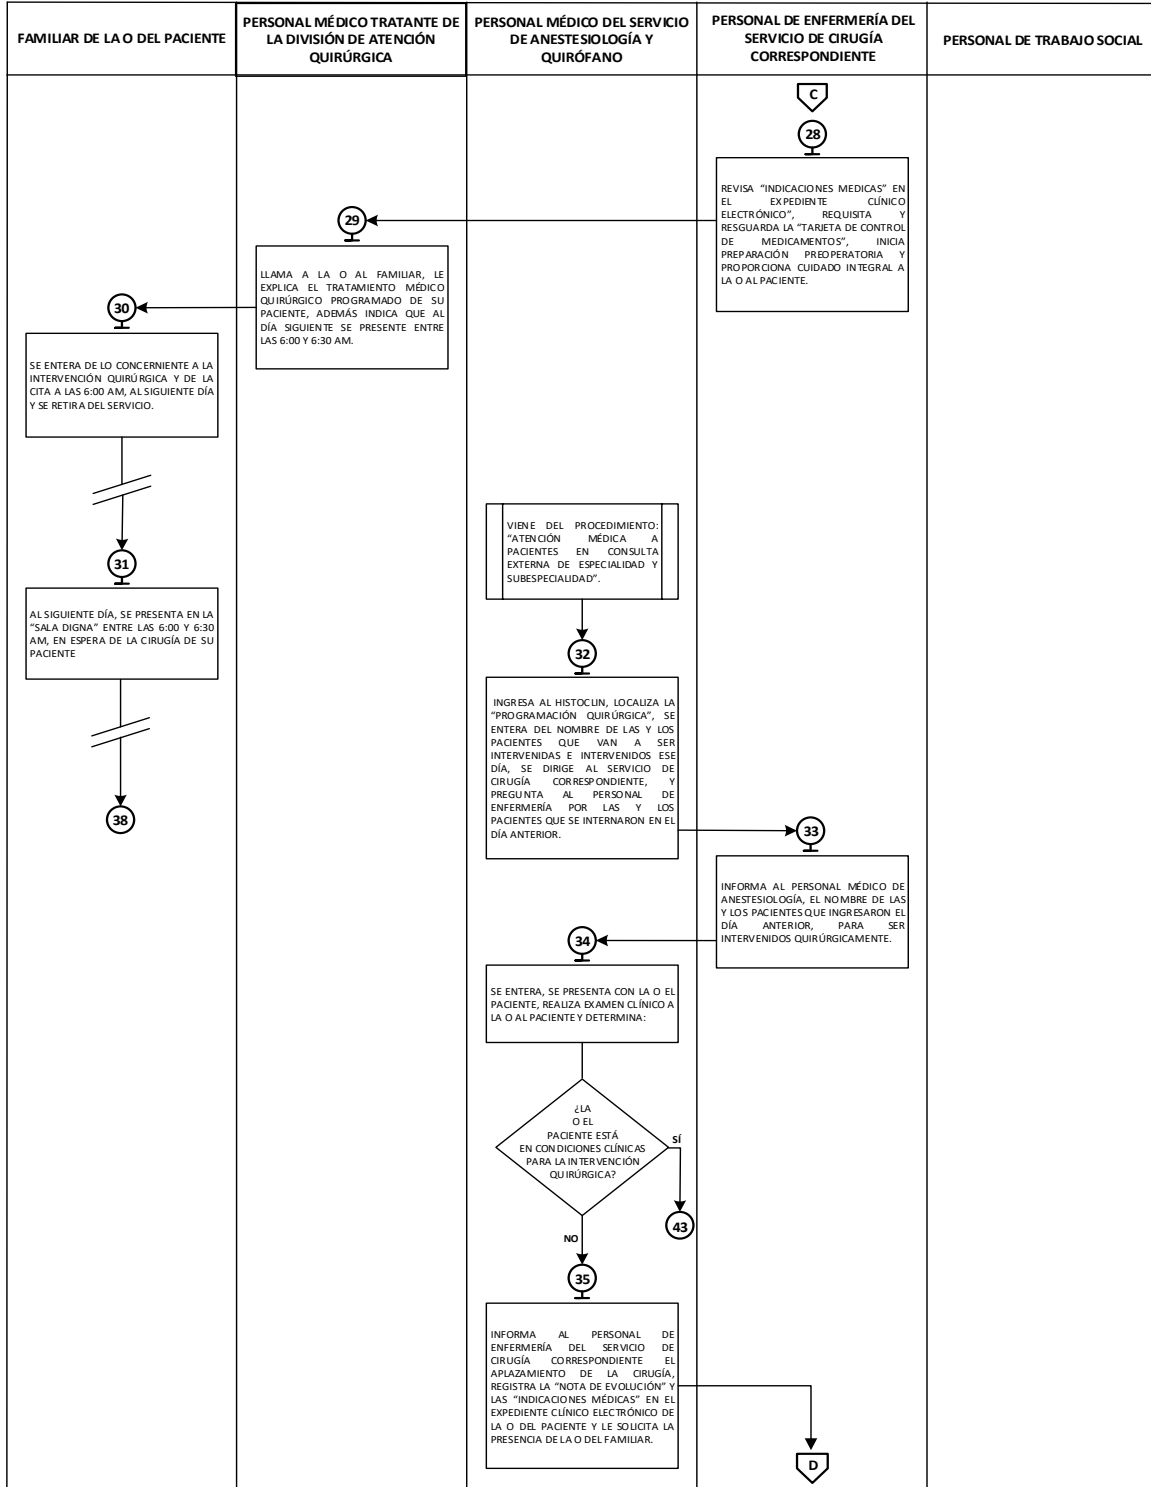 FAMILIAR DE LA O DEL PACIENTE
PERSONAL MÉDICO TRATANTE DE
LA DIVISIÓN DE ATENCIÓN
QUIRÚRGICA
PERSONAL MÉDICO DEL SERVICIO
DE ANESTESIOLOGÍA Y
QUIRÓFANO
PERSONAL DE ENFERMERÍA DEL
SERVICIO DE CIRUGÍA
CORRESPONDIENTE
PERSONAL DE TRABAJO SOCIAL
C
28
REVISA “INDICACIONES MEDICAS” EN
EL EXPEDIENTE CLÍNICO
ELECTRÓNICO”, REQUISITA Y
RESGUARDA LA “TARJETA DE CONTROL
DE MEDICAMENTOS”, INICIA
PREPARACIÓN PREOPERATORIA Y
PROPORCIONA CUIDADO INTEGRAL A
LA O AL PACIENTE.
29
LLAMA A LA O AL FAMILIAR, LE
EXPLICA EL TRATAMIENTO MÉDICO
QUIRÚRGICO PROGRAMADO DE SU
PACIENTE, ADEMÁS INDICA QUE AL
DÍA SIGUIENTE SE PRESENTE ENTRE
LAS 6:00 Y 6:30 AM.
30
SE ENTERA DE LO CONCERNIENTE A LA
INTERVENCIÓN QUIRÚRGICA Y DE LA
CITA A LAS 6:00 AM, AL SIGUIENTE DÍA
Y SE RETIRA DEL SERVICIO.
31
AL SIGUIENTE DÍA, SE PRESENTA EN LA
“SALA DIGNA” ENTRE LAS 6:00 Y 6:30
AM, EN ESPERA DE LA CIRUGÍA DE SU
PACIENTE
38
VIENE DEL PROCEDIMIENTO:
“ATENCIÓN MÉDICA A
PACIENTES EN CONSULTA
EXTERNA DE ESPECIALIDAD Y
SUBESPECIALIDAD”.
32
INGRESA AL HISTOCLIN, LOCALIZA LA
“PROGRAMACIÓN QUIRÚRGICA”, SE
ENTERA DEL NOMBRE DE LAS Y LOS
PACIENTES QUE VAN A SER
INTERVENIDAS E INTERVENIDOS ESE
DÍA, SE DIRIGE AL SERVICIO DE
CIRUGÍA CORRESPONDIENTE, Y
PREGUNTA AL PERSONAL DE
ENFERMERÍA POR LAS Y LOS
PACIENTES QUE SE INTERNARON EN EL
DÍA ANTERIOR.
33
INFORMA AL PERSONAL MÉDICO DE
ANESTESIOLOGÍA, EL NOMBRE DE LAS
Y LOS PACIENTES QUE INGRESARON EL
DÍA ANTERIOR, PARA SER
INTERVENIDOS QUIRÚRGICAMENTE.
34
SE ENTERA, SE PRESENTA CON LA O EL
PACIENTE, REALIZA EXAMEN CLÍNICO A
LA O AL PACIENTE Y DETERMINA:
¿LA
O EL
PACIENTE ESTÁ
EN CONDICIONES CLÍNICAS
PARA LA INTERVENCIÓN
QUIRÚRGICA?
SÍ
43
NO
35
INFORMA AL PERSONAL DE
ENFERMERÍA DEL SERVICIO DE
CIRUGÍA CORRESPONDIENTE EL
APLAZAMIENTO DE LA CIRUGÍA,
REGISTRA LA “NOTA DE EVOLUCIÓN” Y
LAS “INDICACIONES MÉDICAS” EN EL
EXPEDIENTE CLÍNICO ELECTRÓNICO DE
LA O DEL PACIENTE Y LE SOLICITA LA
PRESENCIA DE LA O DEL FAMILIAR.
D